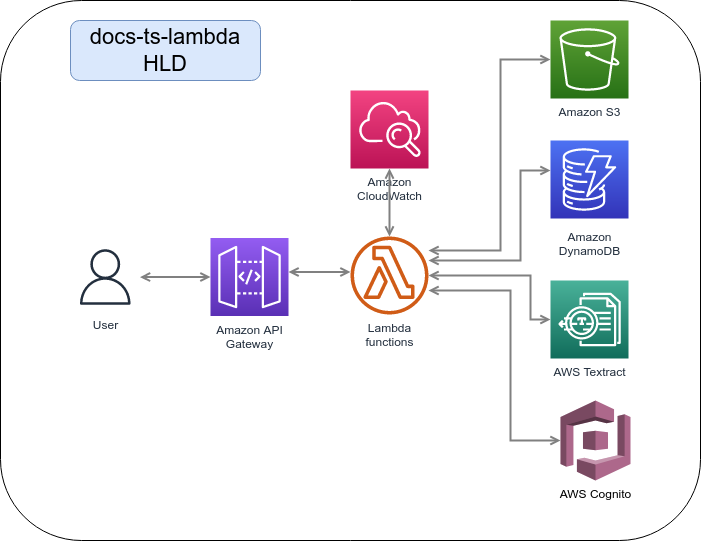 docs-ts-lambda
HLD
Amazon S3
Amazon
CloudWatch
Amazon
DynamoDB
User
Amazon API
Gateway
Lambda
functions
AWS Textract
AWS Cognito